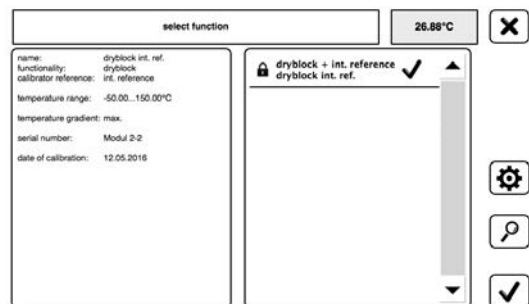 select function
26.88°C
name: dryblock int. ref.
functionality: dryblock
calibrator reference: int. reference
temperature range: -50.00...150.00°C
temperature gradient: max.
serial number: Modul 2-2
date of calibration: 12.05.2016
dryblock + int. reference
dryblock int. ref.